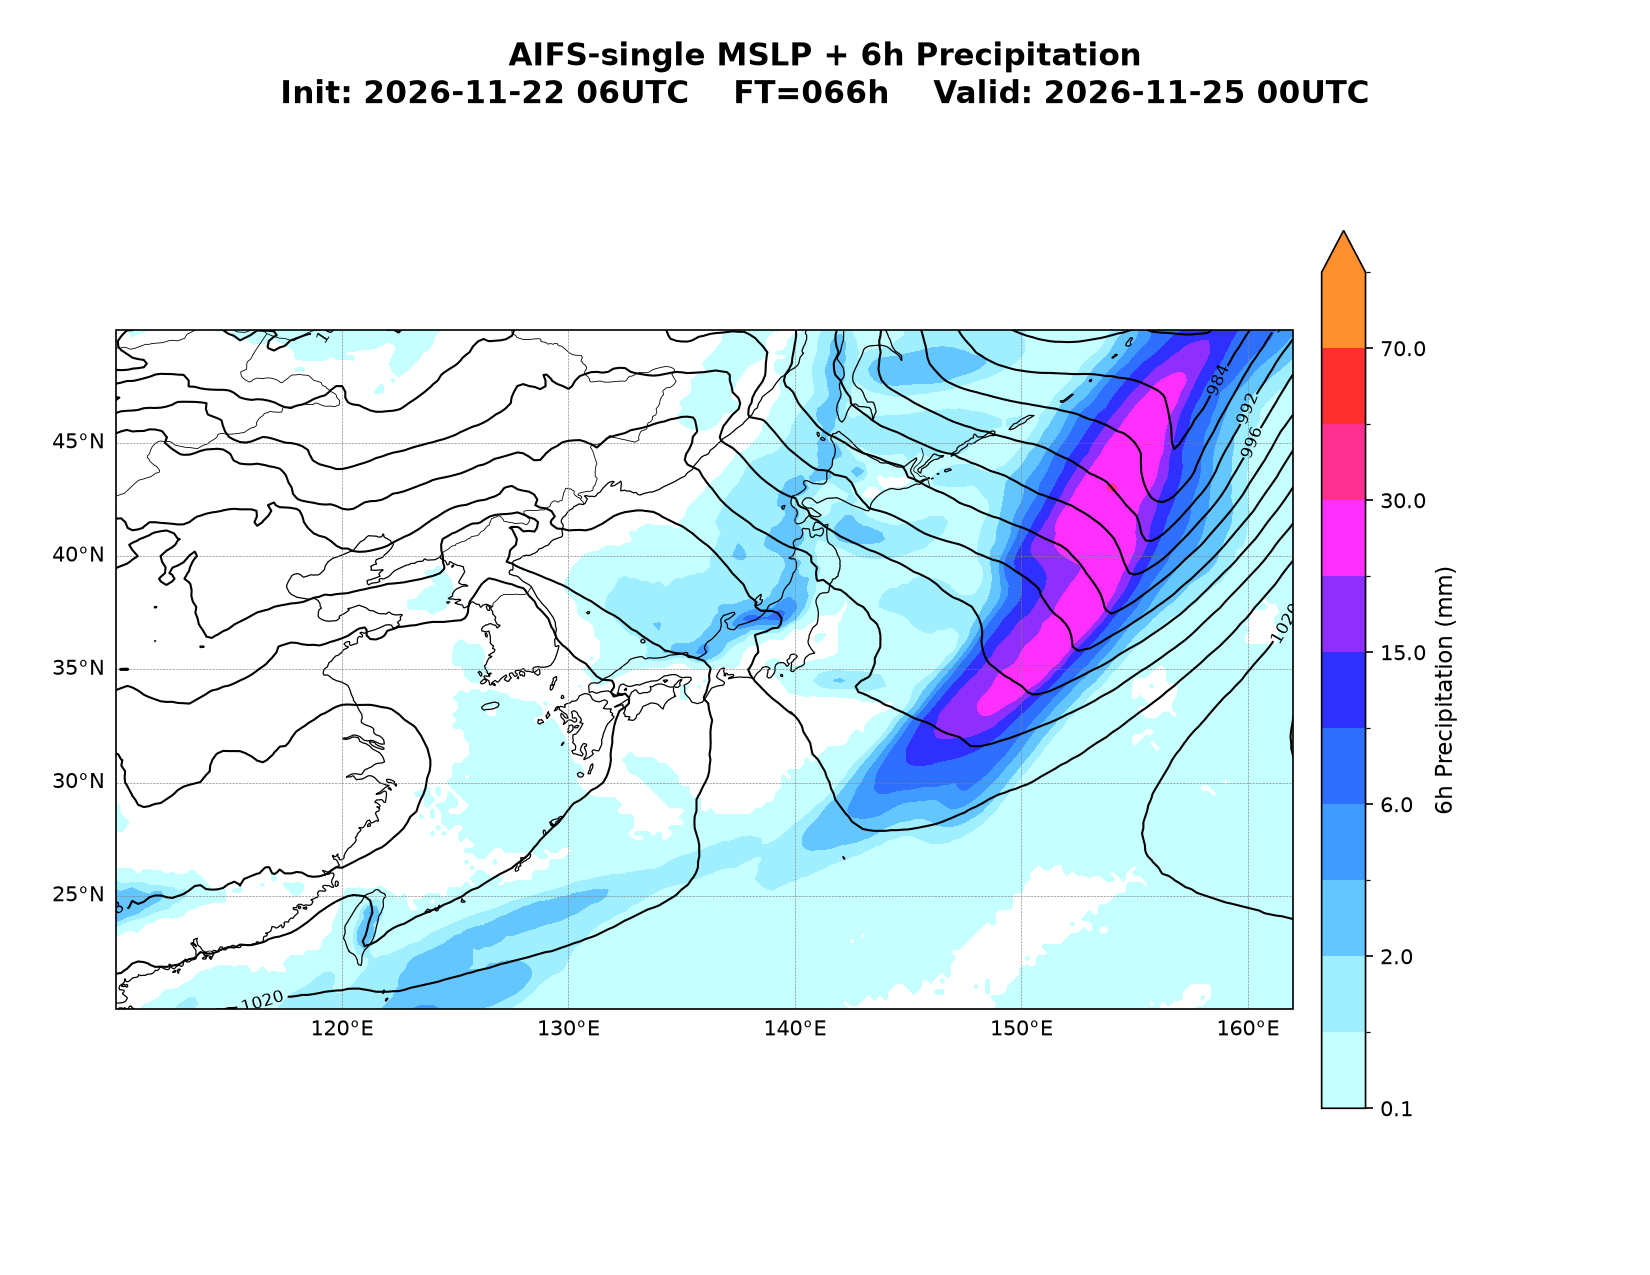 AIFS-single MSLP + 6h Precipitation
Init: 2026-11-22 06UTC    FT=066h    Valid: 2026-11-25 00UTC
984
992
996
1020
1020
45°N
40°N
35°N
30°N
25°N
120°E
130°E
140°E
150°E
160°E
70.0
30.0
15.0
6.0
2.0
0.1
6h Precipitation (mm)